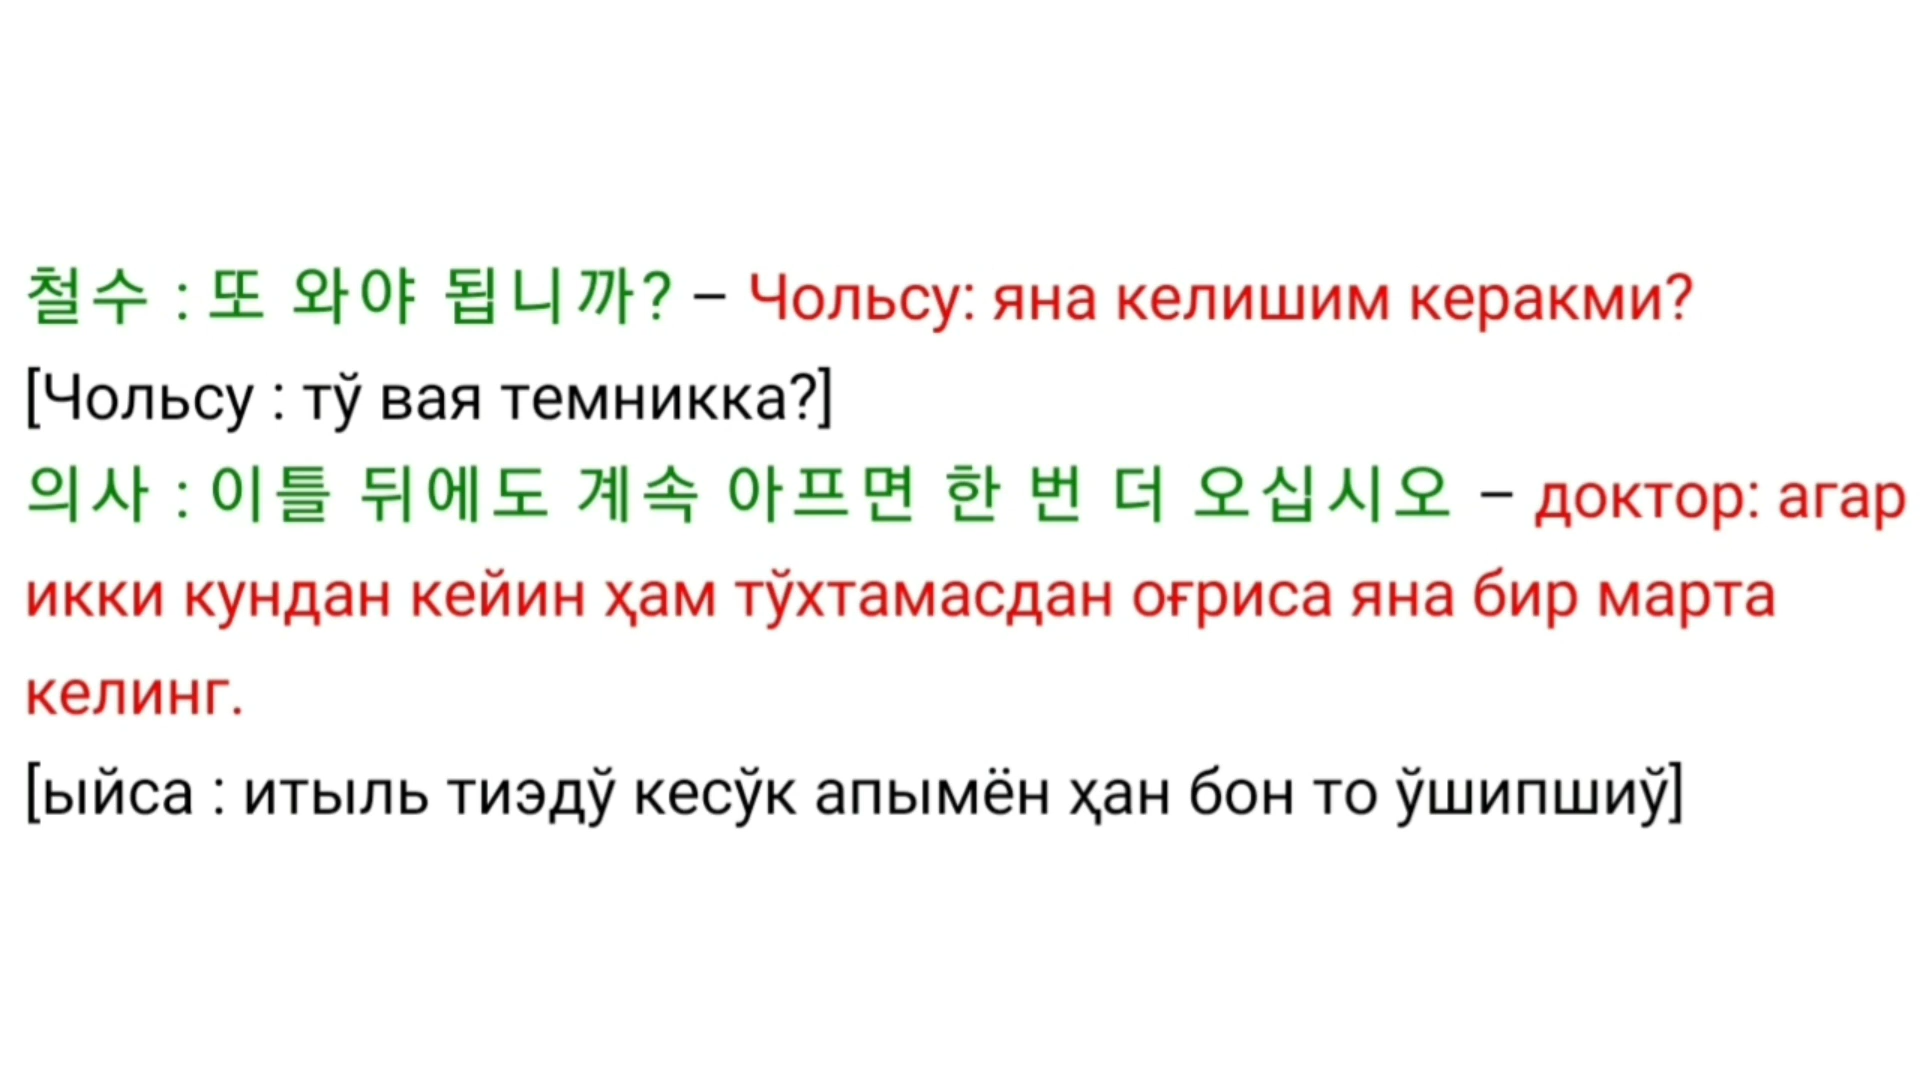 철수 : 또 와야 됩니까? – Чольсу: яна келишим керакми?
[Чольсу : тў вая темникка?]
의사 : 이틀 뒤에도 계속 아프면 한 번 더 오십시오 – доктор: агар
икки кундан кейин ҳам тўхтамасдан оғриса яна бир марта
келинг.
[ыйса : итыль тиэдў кесўк апымён ҳан бон то ўшипшиў]